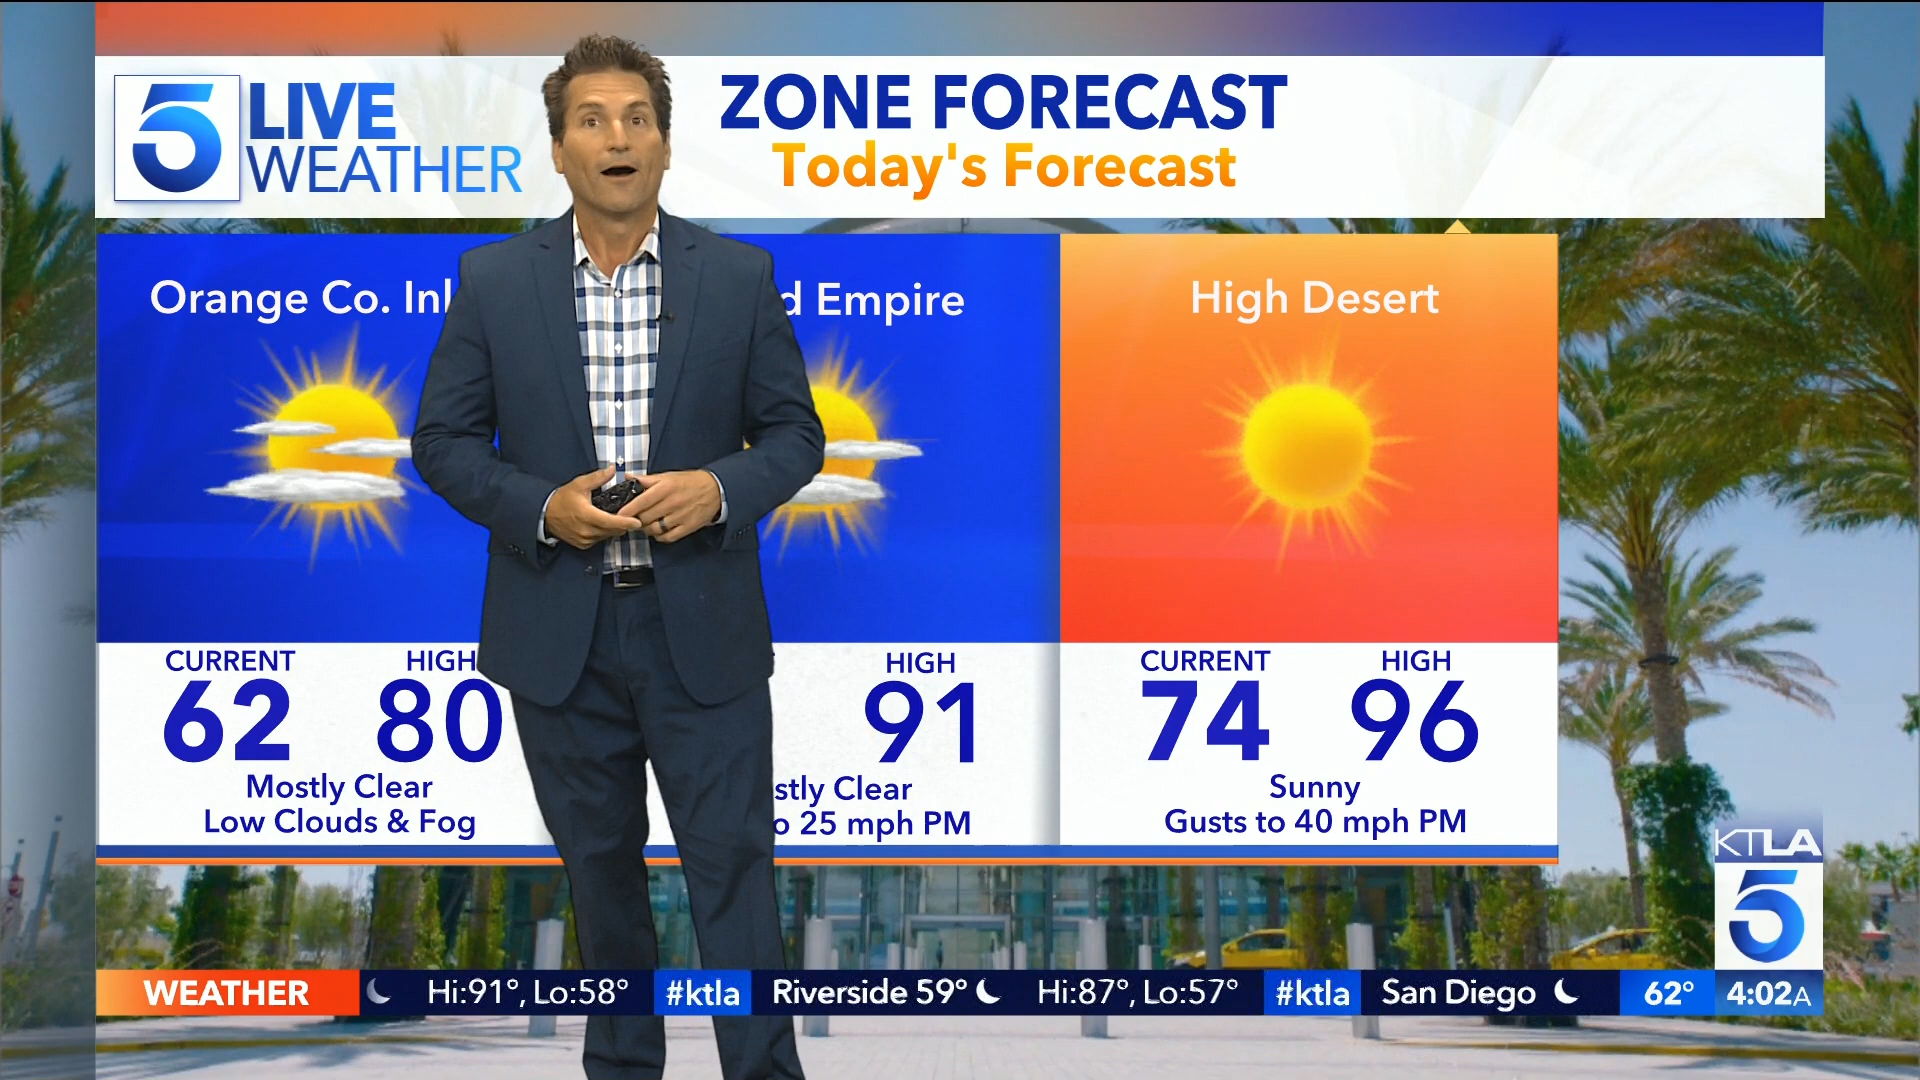 5 LIVE
WEATHER
ZONE FORECAST
Today's Forecast
Orange Co.
Empire
High Desert
CURRENT HIGH
62 80
Mostly Clear
Low Clouds & Fog
HIGH
91
Clear
25 mph PM
CURRENT HIGH
74 96
Sunny
Gusts to 40 mph PM
KTLA
5
WEATHER Hi:91°, Lo:58° #ktla Riverside 59° Hi:87°, Lo:57° #ktla San Diego 62° 4:02A